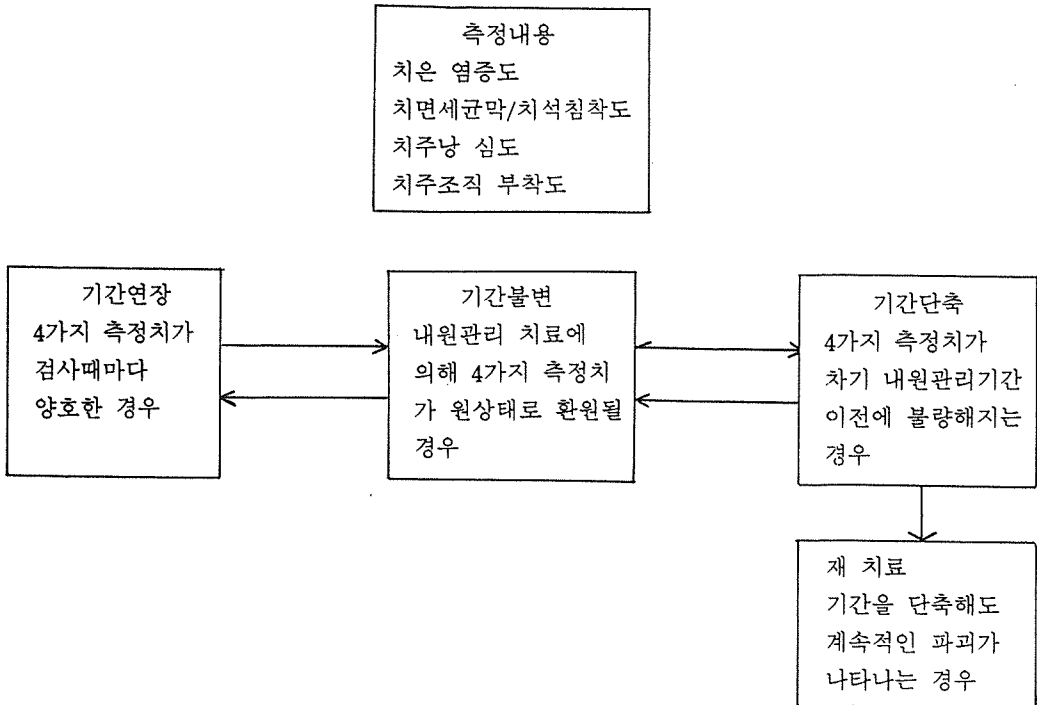 측정내용
치은 염증도
치면세균막/치석침착도
치주낭 심도
치주조직 부착도
기간연장
4가지 측정치가
검사때마다
양호한 경우
기간불변
내원관리 치료에
의해 4가지 측정치
가 원상태로 환원될
경우
기간단축
4가지 측정치가
차기 내원관리기간
이전에 불량해지는
경우
재 치료
기간을 단축해도
계속적인 파괴가
나타나는 경우